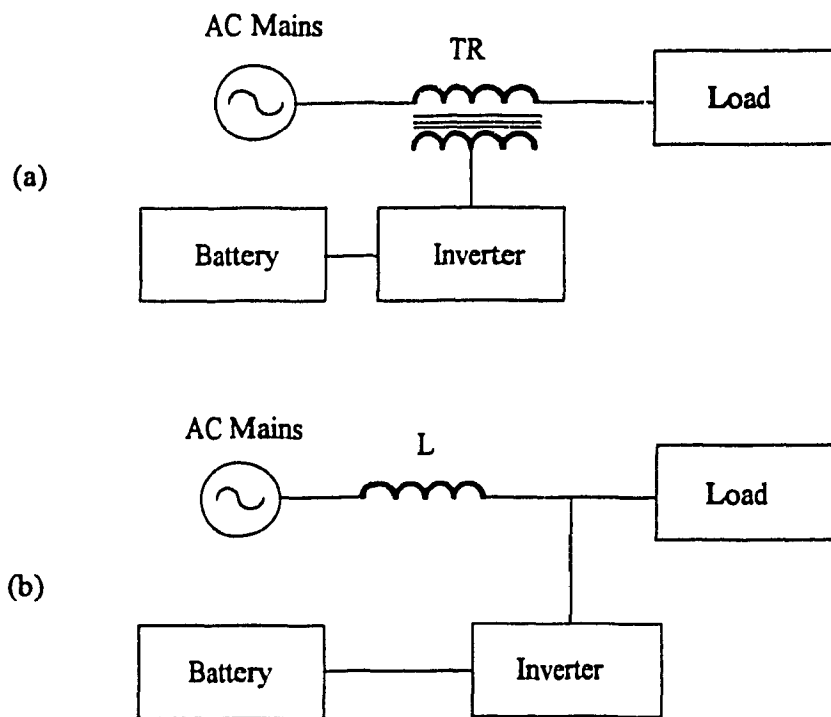 AC Mains
TR
Load
(a)
Battery
Inverter
AC Mains
L
Load
(b)
Battery
Inverter